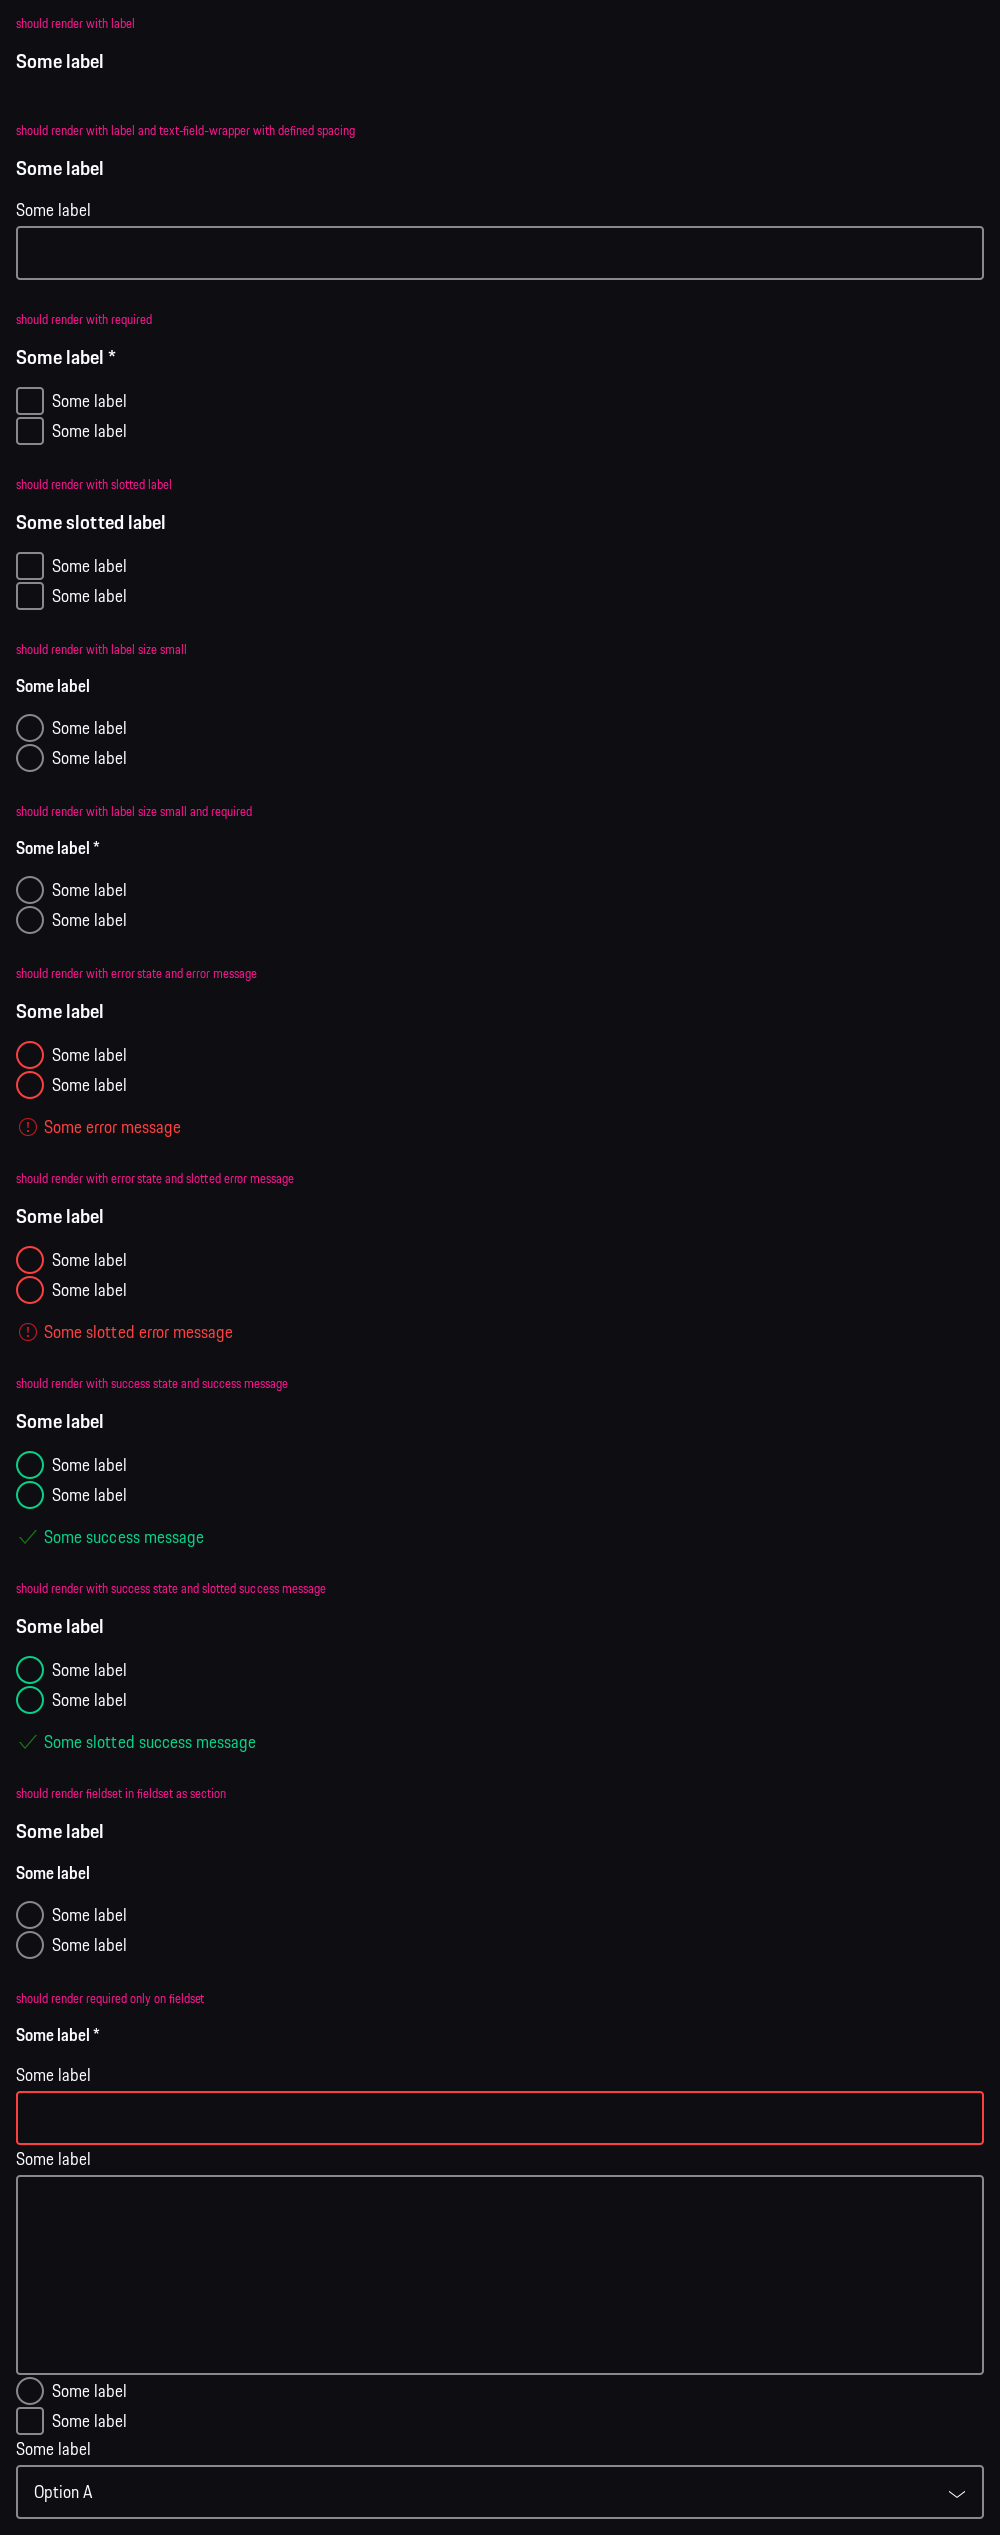 should render with label
Some label
should render with label and text-field-wrapper with defined spacing
Some label
Some label
should render with required
Some label *
Some label
Some label
should render with slotted label
Some slotted label
Some label
Some label
should render with label size small
Some label
Some label
Some label
should render with label size small and required
Some label *
Some label
Some label
should render with error state and error message
Some label
Some label
Some label
Some error message
should render with error state and slotted error message
Some label
Some label
Some label
Some slotted error message
should render with success state and success message
Some label
Some label
Some label
Some success message
should render with success state and slotted success message
Some label
Some label
Some label
Some slotted success message
should render fieldset in fieldset as section
Some label
Some label
Some label
Some label
should render required only on fieldset
Some label *
Some label
Some label
Some label
Some label
Some label
Option A